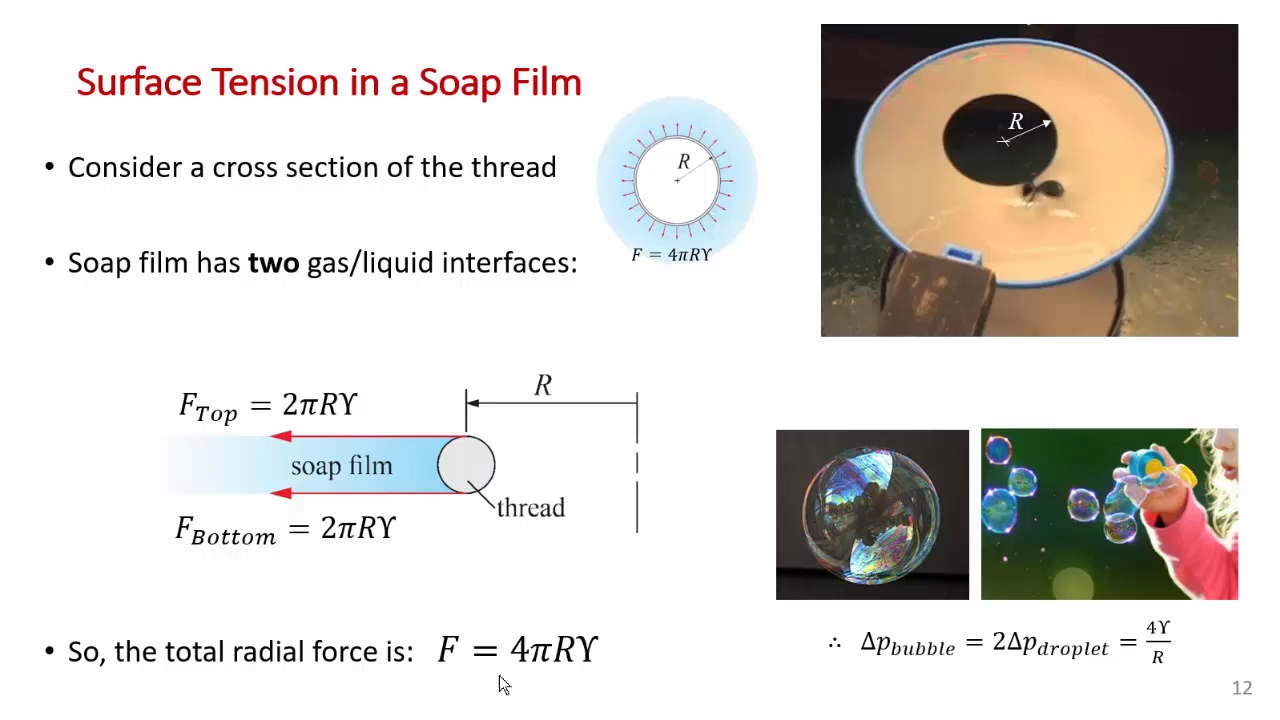 Surface Tension in a Soap Film
• Consider a cross section of the thread
R
F = 4πRϒ
R
• Soap film has two gas/liquid interfaces:
F_Top = 2πRϒ
R
soap film
thread
F_Bottom = 2πRϒ
• So, the total radial force is: F = 4πRϒ
∴ Δp_bubble = 2Δp_droplet = 4ϒ/R
12